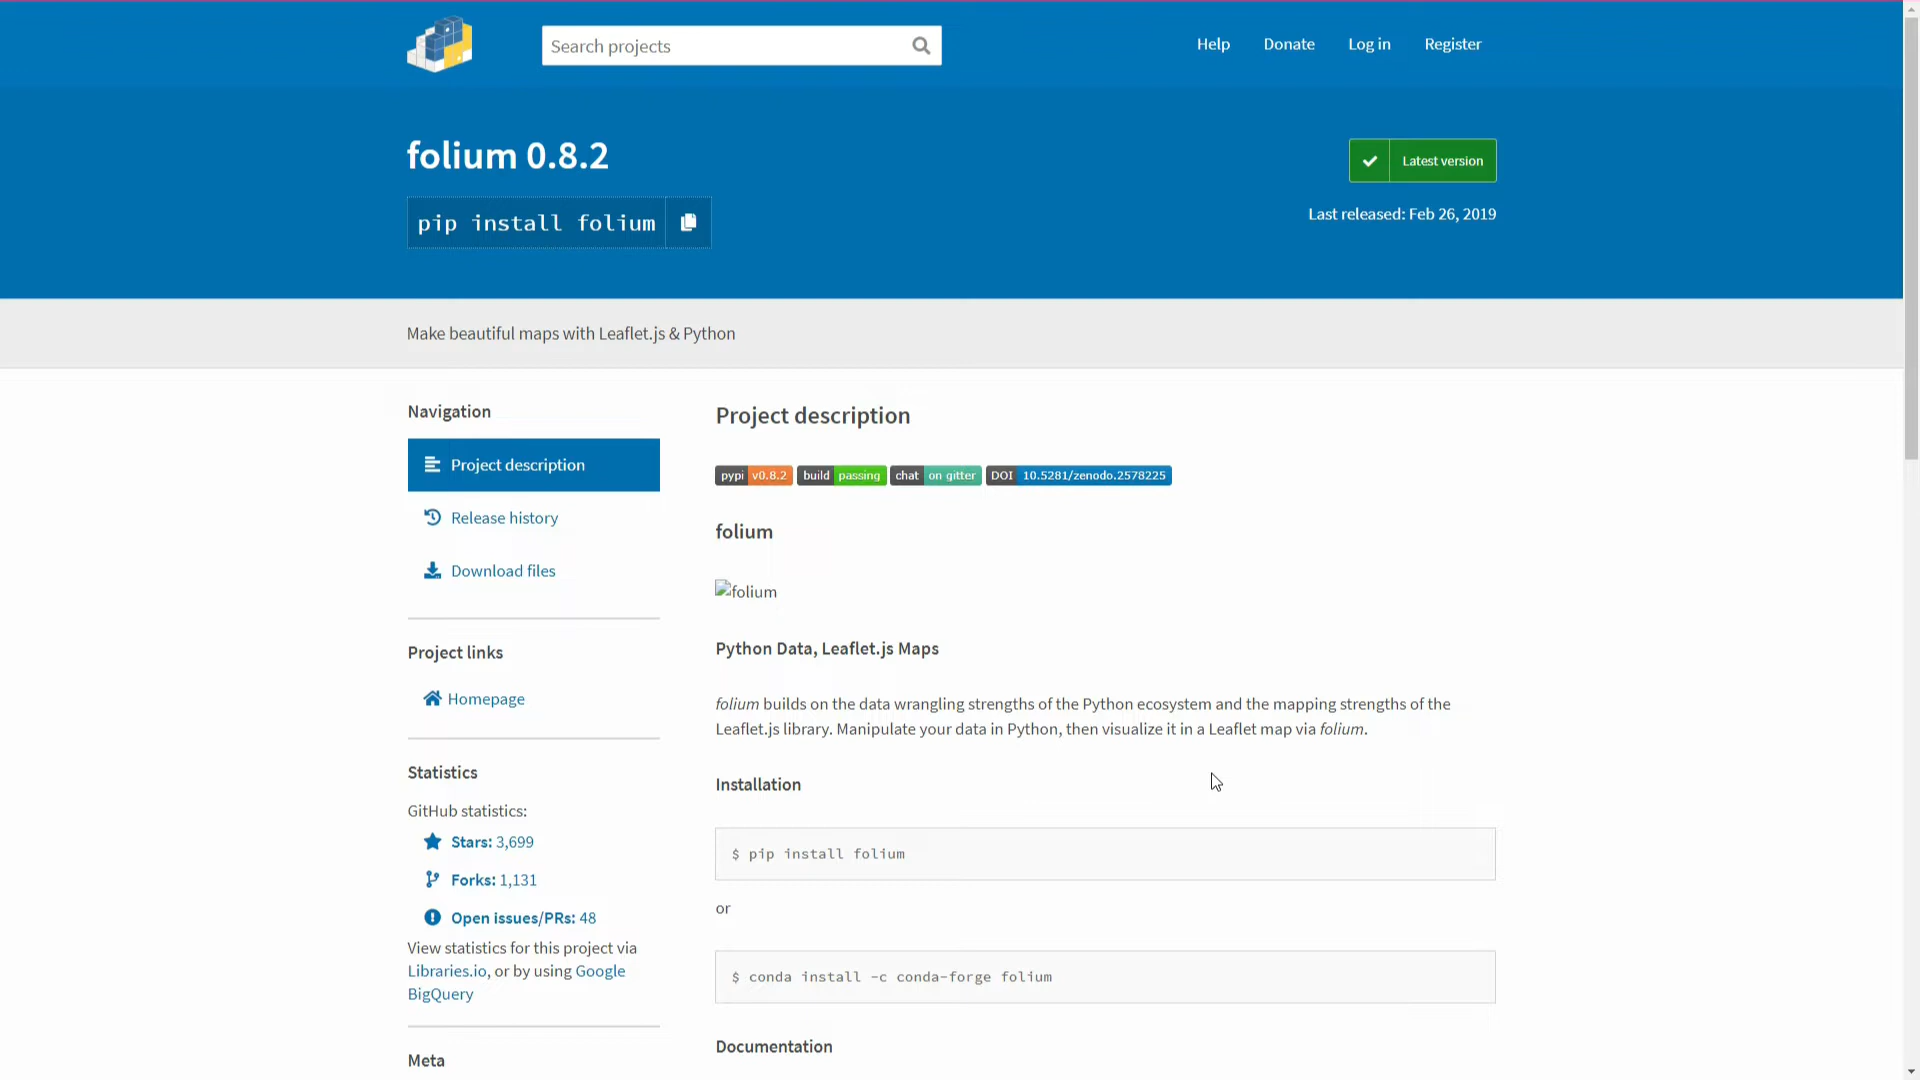 Search projects
Help
Donate
Log in
Register
folium 0.8.2
Latest version
pip install folium
Last released: Feb 26, 2019
Make beautiful maps with Leaflet.js & Python
Navigation
Project description
Release history
Download files
Project links
Homepage
Statistics
GitHub statistics:
Stars: 3,699
Forks: 1,131
Open issues/PRs: 48
View statistics for this project via
Libraries.io, or by using Google
BigQuery
Meta
Project description
pypi v0.8.2 build passing chat on gitter DOI 10.5281/zenodo.2578225
folium
folium
Python Data, Leaflet.js Maps
folium builds on the data wrangling strengths of the Python ecosystem and the mapping strengths of the
Leaflet.js library. Manipulate your data in Python, then visualize it in a Leaflet map via folium.
Installation
$ pip install folium
or
$ conda install -c conda-forge folium
Documentation